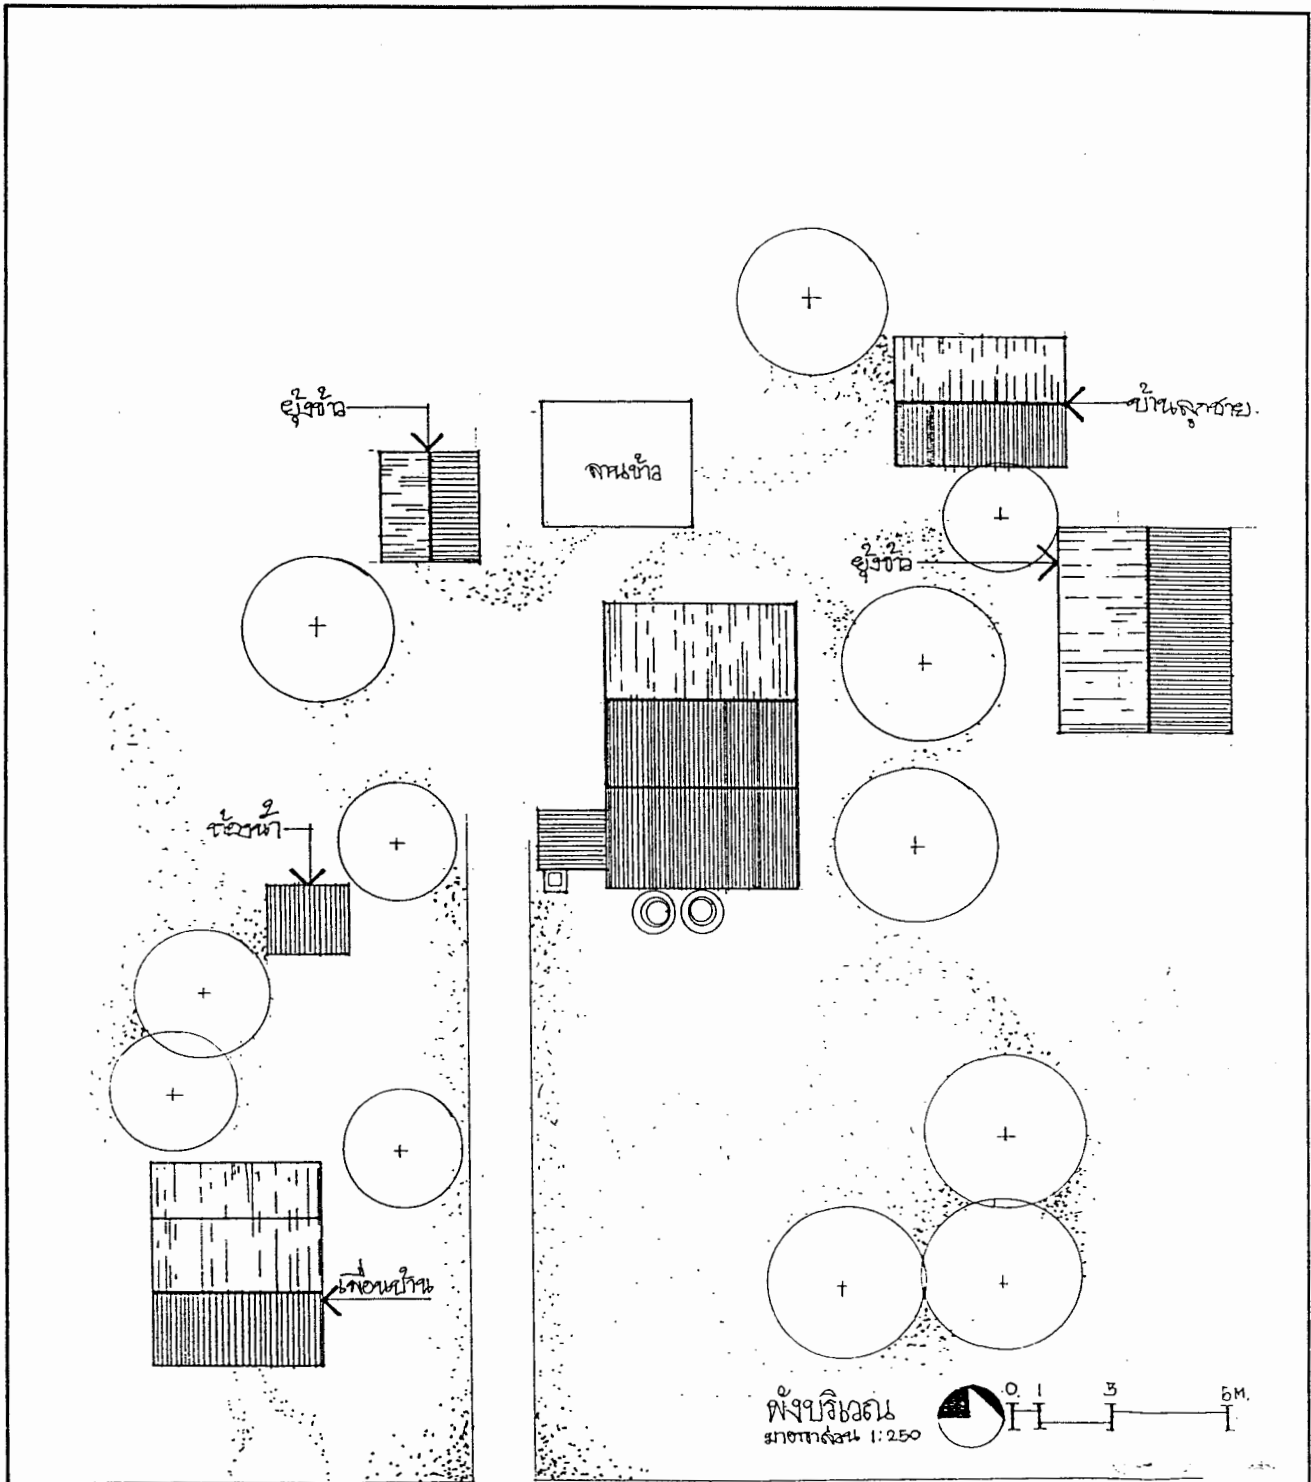 ยุ้งข้าว
บ้านลูกชาย.
ลานข้าว
ยุ้งข้าว
ห้องน้ำ
เพื่อนบ้าน
ผังบริเวณ
มาตราส่วน 1:250
0 1 3 5 M.